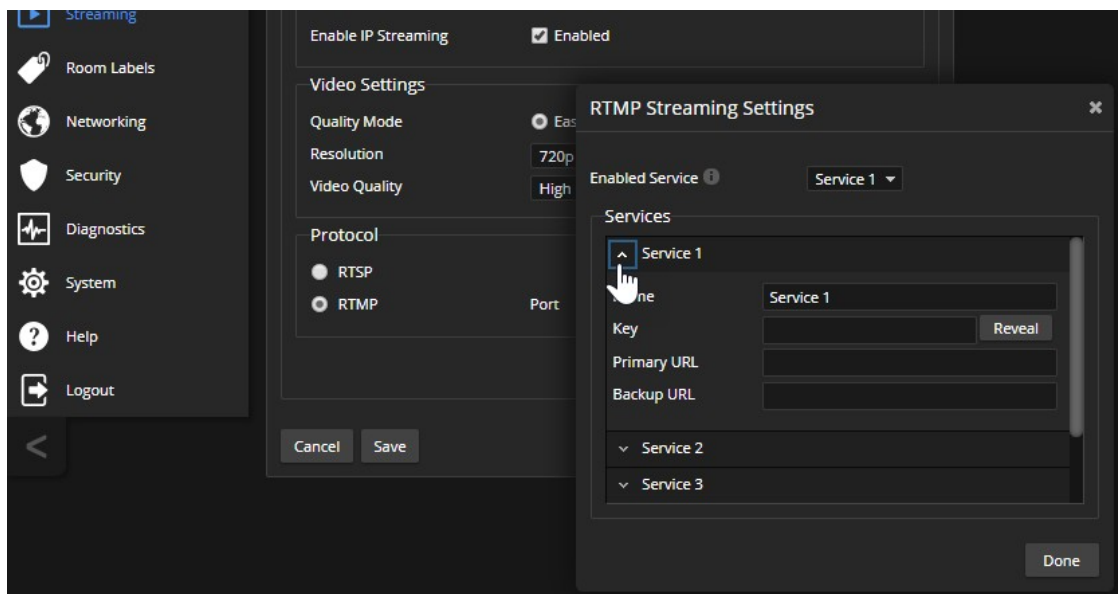 Streaming
Room Labels
Networking
Security
Diagnostics
System
Help
Logout
Enable IP Streaming
Enabled
Video Settings
Quality Mode
Resolution
720p
Video Quality
High
Protocol
RTSP
RTMP
Port
Cancel
Save
RTMP Streaming Settings
Enabled Service
Service 1
Services
Service 1
Service 1
Key
Reveal
Primary URL
Backup URL
Service 2
Service 3
Done